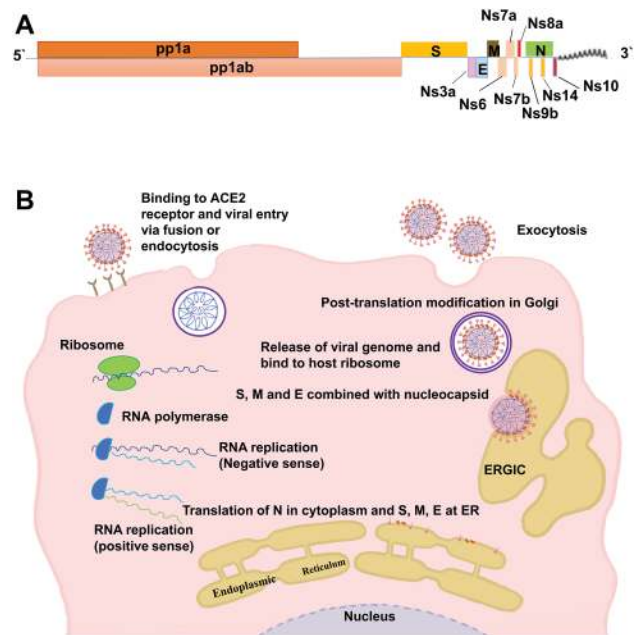 A
Ns7a
Ns8a
5`
pp1a
S
M
N
3`
pp1ab
E
Ns3a
Ns6
Ns7b
Ns9b
Ns14
Ns10
B
Binding to ACE2
receptor and viral entry
via fusion or
endocytosis
Exocytosis
Post-translation modification in Golgi
Ribosome
Release of viral genome and
bind to host ribosome
S, M and E combined with nucleocapsid
RNA polymerase
RNA replication
(Negative sense)
ERGIC
Translation of N in cytoplasm and S, M, E at ER
RNA replication
(positive sense)
Endoplasmic Reticulum
Nucleus